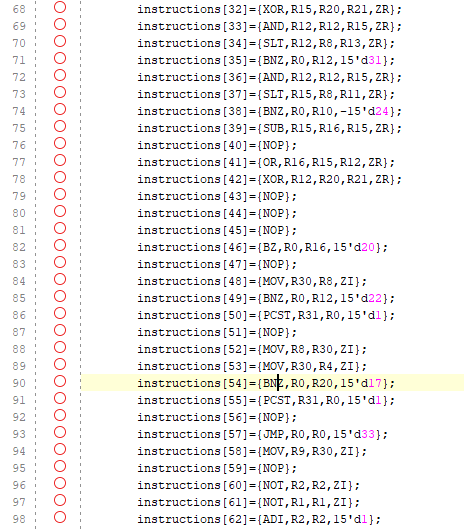 68 instructions[32]={XOR,R15,R20,R21,ZR};
69 instructions[33]={AND,R12,R12,R15,ZR};
70 instructions[34]={SLT,R12,R8,R13,ZR};
71 instructions[35]={BNZ,R0,R12,15'd31};
72 instructions[36]={AND,R12,R12,R15,ZR};
73 instructions[37]={SLT,R15,R8,R11,ZR};
74 instructions[38]={BNZ,R0,R10,-15'd24};
75 instructions[39]={SUB,R15,R16,R15,ZR};
76 instructions[40]={NOP};
77 instructions[41]={OR,R16,R15,R12,ZR};
78 instructions[42]={XOR,R12,R20,R21,ZR};
79 instructions[43]={NOP};
80 instructions[44]={NOP};
81 instructions[45]={NOP};
82 instructions[46]={BZ,R0,R16,15'd20};
83 instructions[47]={NOP};
84 instructions[48]={MOV,R30,R8,ZI};
85 instructions[49]={BNZ,R0,R12,15'd22};
86 instructions[50]={PCST,R31,R0,15'd1};
87 instructions[51]={NOP};
88 instructions[52]={MOV,R8,R30,ZI};
89 instructions[53]={MOV,R30,R4,ZI};
90 instructions[54]={BNZ,R0,R20,15'd17};
91 instructions[55]={PCST,R31,R0,15'd1};
92 instructions[56]={NOP};
93 instructions[57]={JMP,R0,R0,15'd33};
94 instructions[58]={MOV,R9,R30,ZI};
95 instructions[59]={NOP};
96 instructions[60]={NOT,R2,R2,ZI};
97 instructions[61]={NOT,R1,R1,ZI};
98 instructions[62]={ADI,R2,R2,15'd1};